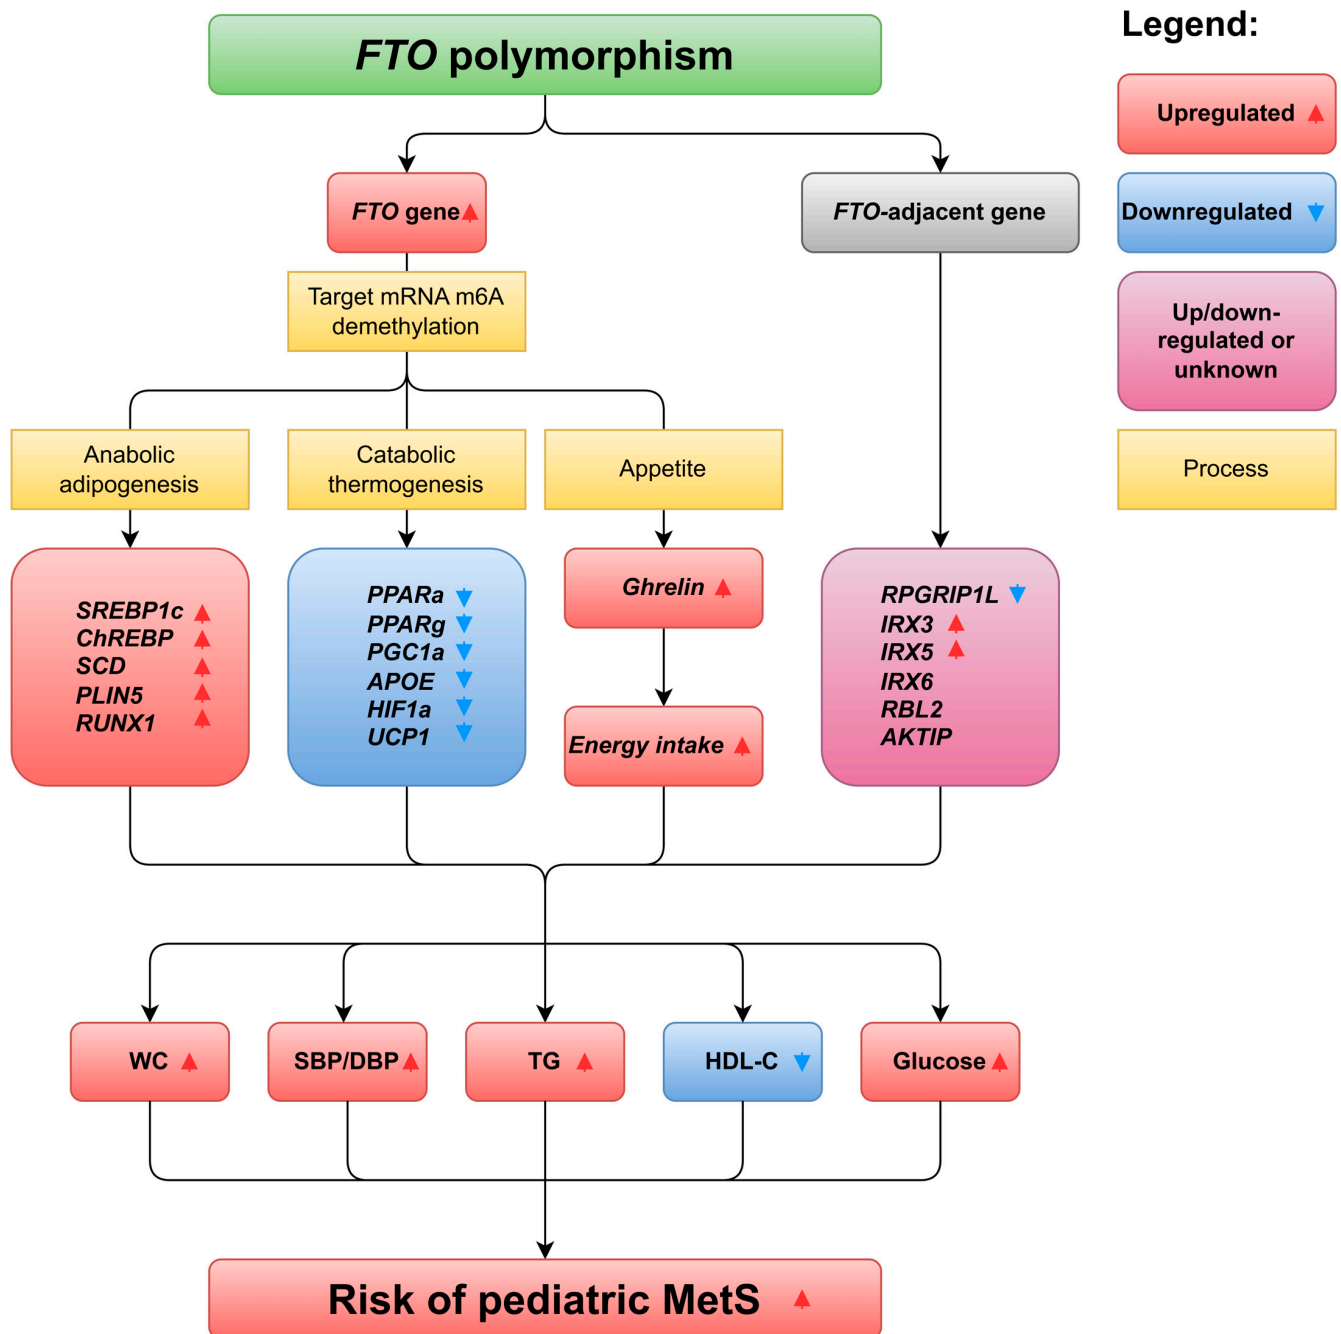 FTO polymorphism
Legend:
Upregulated
Downregulated
Up/down-
regulated or
unknown
Process
FTO gene
FTO-adjacent gene
Target mRNA m6A
demethylation
Anabolic
adipogenesis
Catabolic
thermogenesis
Appetite
SREBP1c
ChREBP
SCD
PLIN5
RUNX1
PPARa
PPARg
PGC1a
APOE
HIF1a
UCP1
Ghrelin
Energy intake
RPGRIP1L
IRX3
IRX5
IRX6
RBL2
AKTIP
WC
SBP/DBP
TG
HDL-C
Glucose
Risk of pediatric MetS